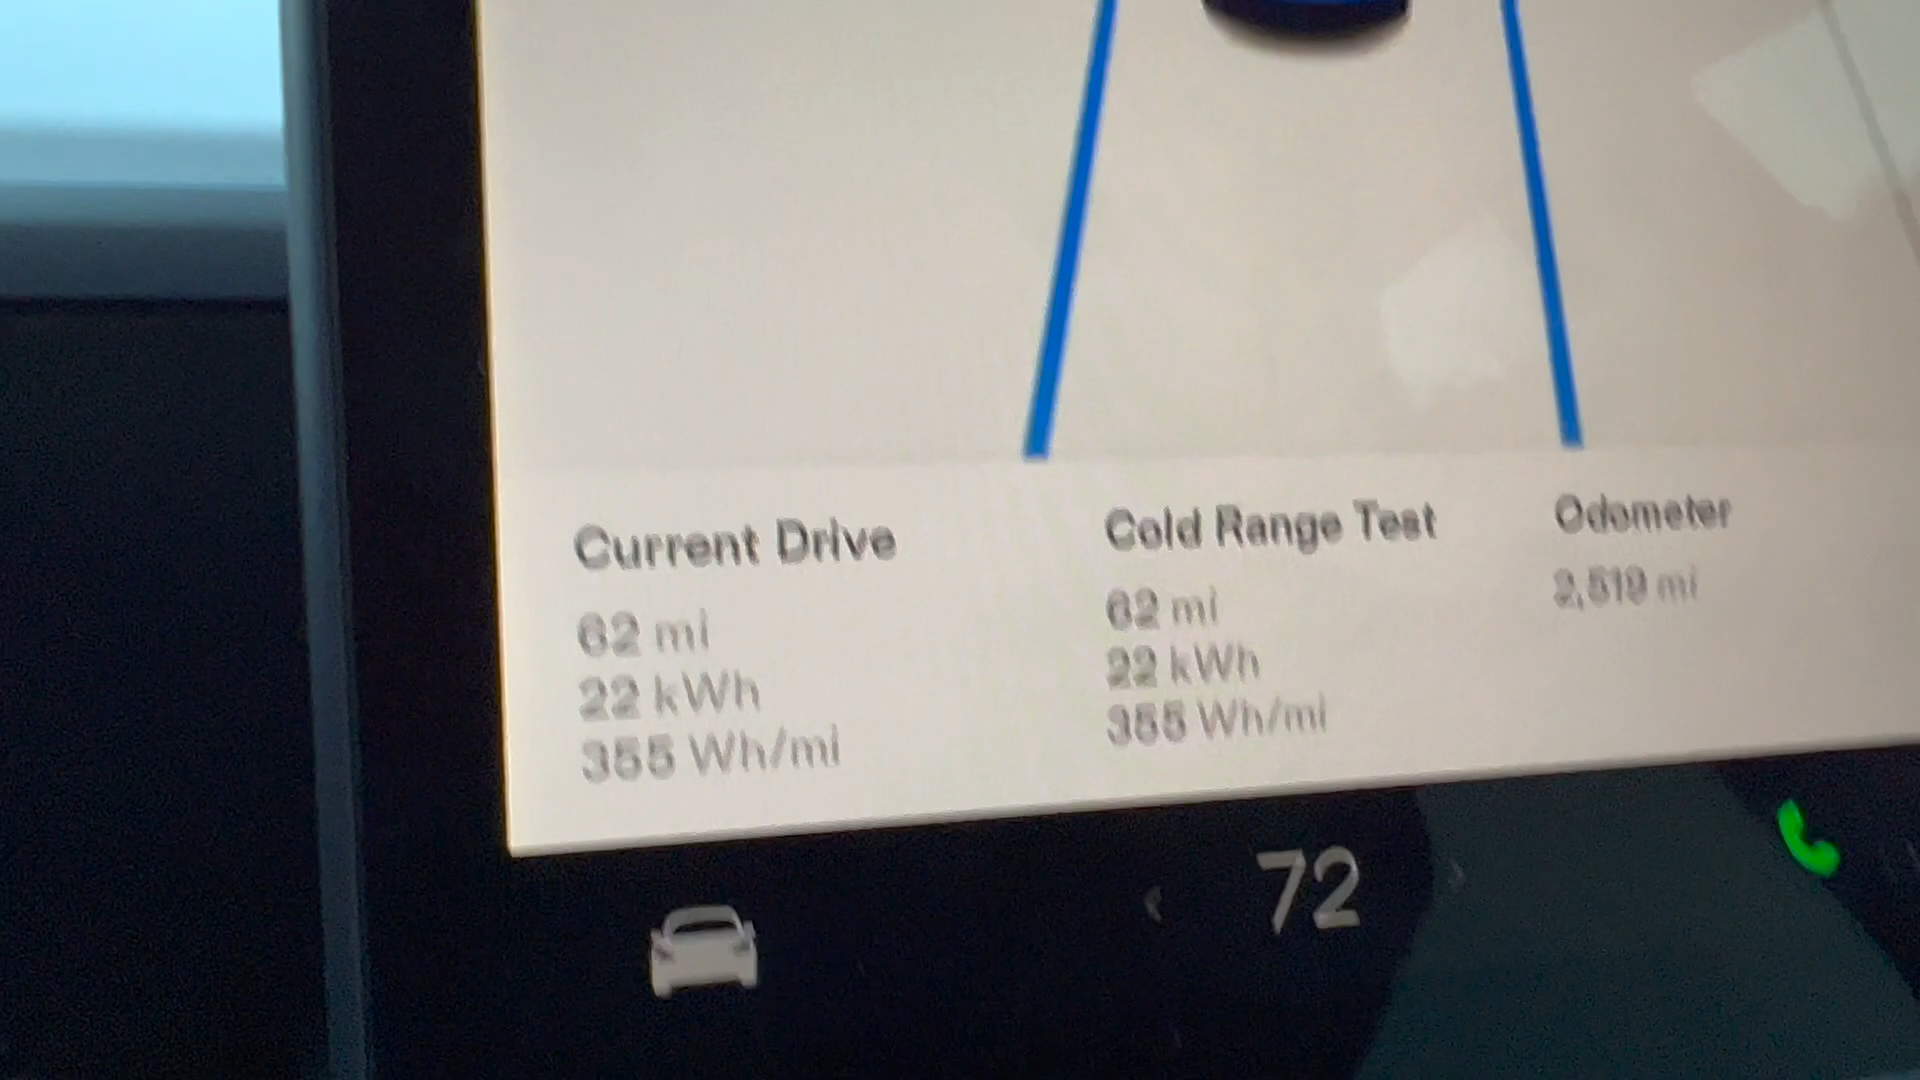 Current Drive
62 mi
22 kWh
355 Wh/mi
Cold Range Test
62 mi
22 kWh
355 Wh/mi
Odometer
2,519 mi
72